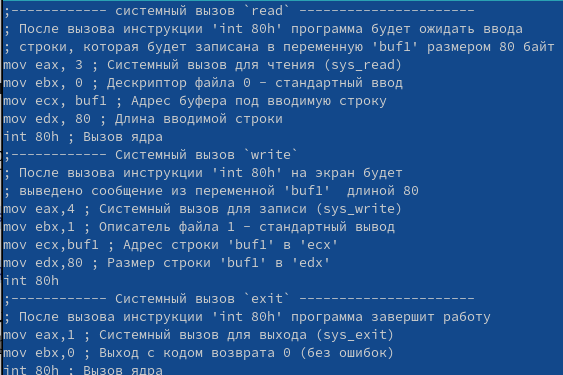 ;------------ системный вызов `read` --------------------
; После вызова инструкции 'int 80h' программа будет ожидать ввода
; строки, которая будет записана в переменную 'buf1' размером 80 байт
mov eax, 3 ; Системный вызов для чтения (sys_read)
mov ebx, 0 ; Дескриптор файла 0 - стандартный ввод
mov ecx, buf1 ; Адрес буфера под вводимую строку
mov edx, 80 ; Длина вводимой строки
int 80h ; Вызов ядра
;------------ Системный вызов `write`
; После вызова инструкции 'int 80h' на экран будет
; выведено сообщение из переменной 'buf1'  длиной 80
mov eax,4 ; Системный вызов для записи (sys_write)
mov ebx,1 ; Описатель файла 1 - стандартный вывод
mov ecx,buf1 ; Адрес строки 'buf1' в 'ecx'
mov edx,80 ; Размер строки 'buf1' в 'edx'
int 80h
;------------ Системный вызов `exit` --------------------
; После вызова инструкции 'int 80h' программа завершит работу
mov eax,1 ; Системный вызов для выхода (sys_exit)
mov ebx,0 ; Выход с кодом возврата 0 (без ошибок)
int 80h ; Вызов ядра